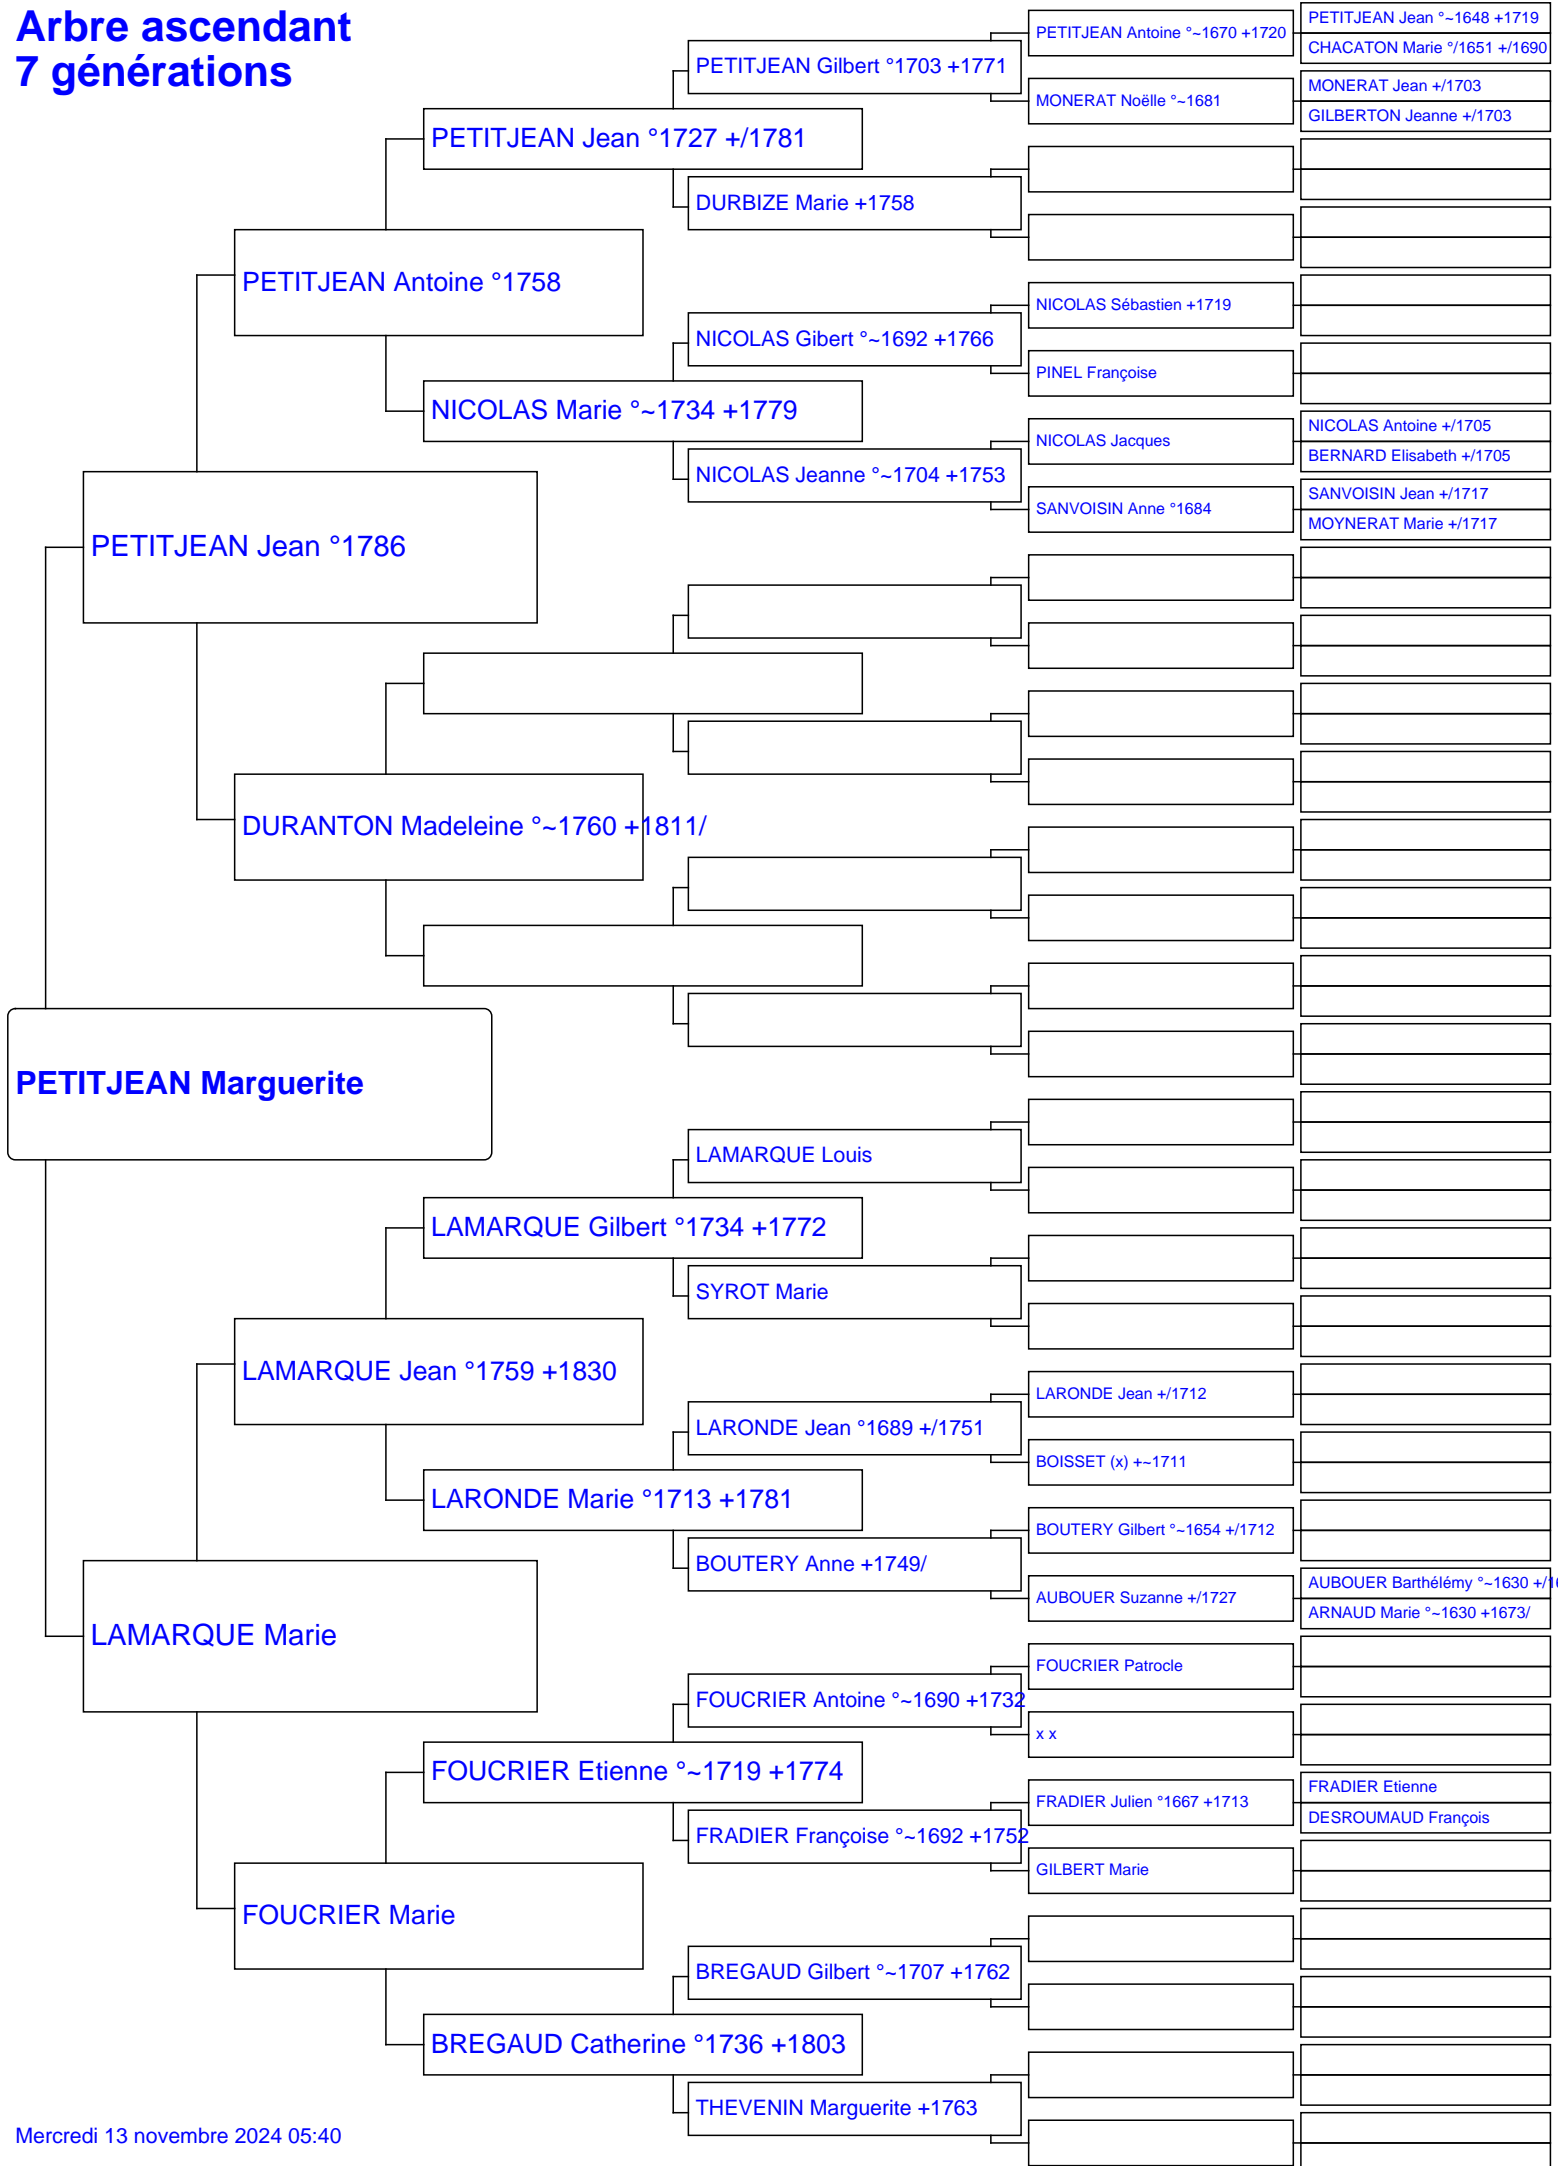 Arbre ascendant
7 générations
PETITJEAN Marguerite
PETITJEAN Jean °1786
LAMARQUE Marie
PETITJEAN Antoine °1758
DURANTON Madeleine °~1760 +1811/
LAMARQUE Jean °1759 +1830
FOUCRIER Marie
PETITJEAN Jean °1727 +/1781
NICOLAS Marie °~1734 +1779
LAMARQUE Gilbert °1734 +1772
LARONDE Marie °1713 +1781
FOUCRIER Etienne °~1719 +1774
BREGAUD Catherine °1736 +1803
PETITJEAN Gilbert °1703 +1771
DURBIZE Marie +1758
NICOLAS Gibert °~1692 +1766
NICOLAS Jeanne °~1704 +1753
LAMARQUE Louis
SYROT Marie
LARONDE Jean °1689 +/1751
BOUTERY Anne +1749/
FOUCRIER Antoine °~1690 +1732
FRADIER Françoise °~1692 +1752
BREGAUD Gilbert °~1707 +1762
THEVENIN Marguerite +1763
PETITJEAN Antoine °~1670 +1720
MONERAT Noëlle °~1681
NICOLAS Sébastien +1719
PINEL Françoise
NICOLAS Jacques
SANVOISIN Anne °1684
LARONDE Jean +/1712
BOISSET (x) +~1711
BOUTERY Gilbert °~1654 +/1712
AUBOUER Suzanne +/1727
FOUCRIER Patrocle
x x
FRADIER Julien °1667 +1713
GILBERT Marie
PETITJEAN Jean °~1648 +1719
CHACATON Marie °/1651 +/1690
MONERAT Jean +/1703
GILBERTON Jeanne +/1703
NICOLAS Antoine +/1705
BERNARD Elisabeth +/1705
SANVOISIN Jean +/1717
MOYNERAT Marie +/1717
AUBOUER Barthélémy °~1630
ARNAUD Marie °~1630 +1673/
FRADIER Etienne
DESROUMAUD François
Mercredi 13 novembre 2024 05:40